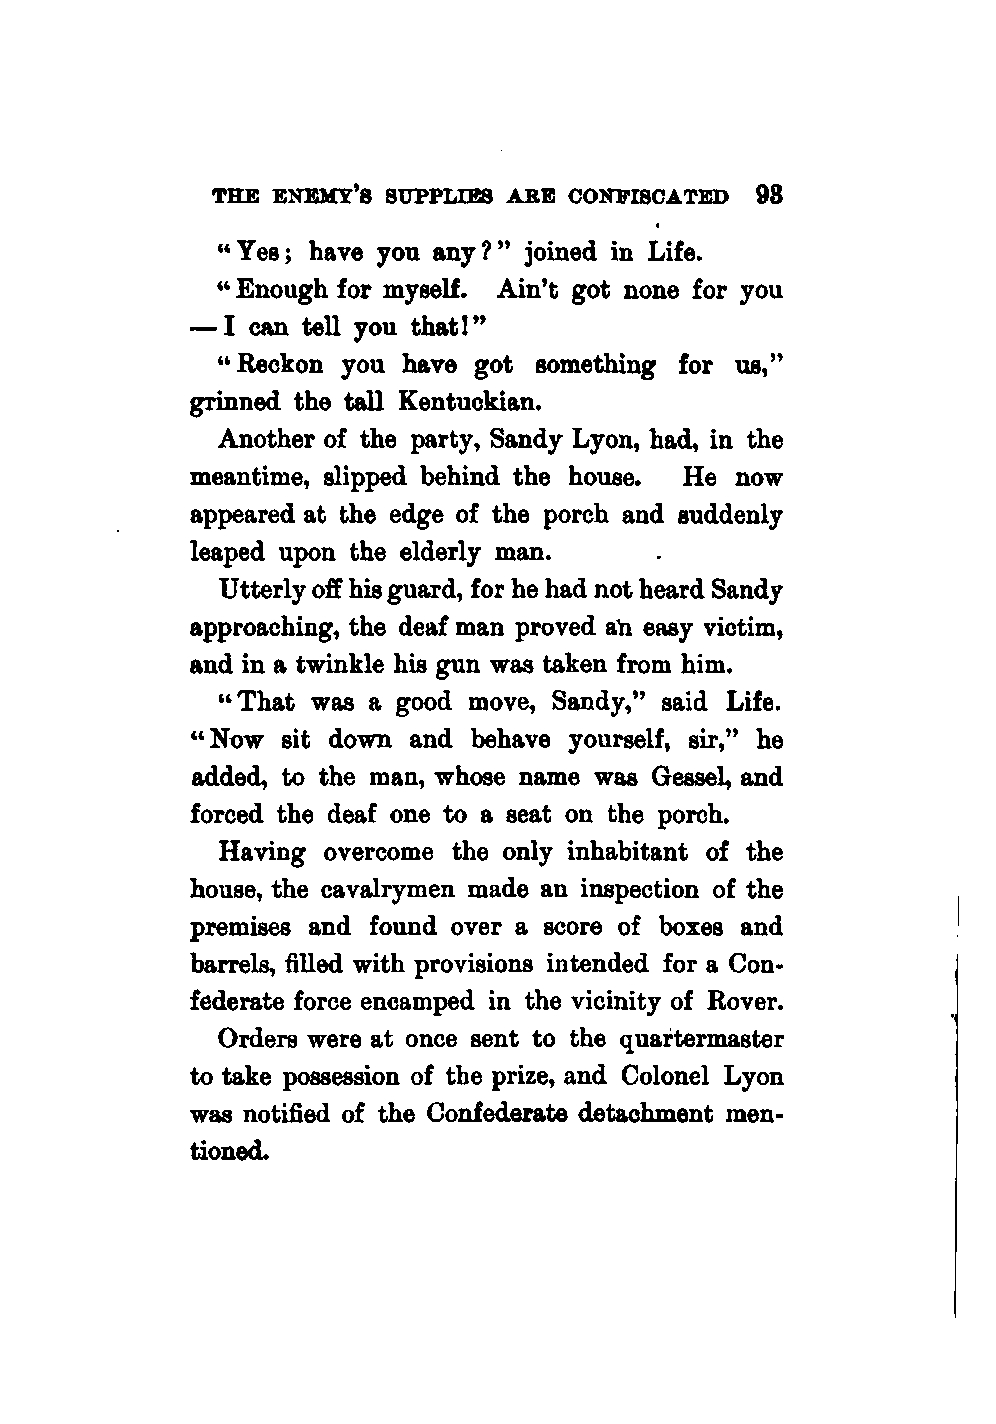 THE ENEMY'S SUPPLIES ARE CONFISCATED 93
"Yes; have you any?" joined in Life.
"Enough for myself. Ain't got none for you
—I can tell you that!"
"Reckon you have got something for us,"
grinned the tall Kentuckian.
Another of the party, Sandy Lyon, had, in the
meantime, slipped behind the house. He now
appeared at the edge of the porch and suddenly
leaped upon the elderly man.
Utterly off his guard, for he had not heard Sandy
approaching, the deaf man proved an easy victim,
and in a twinkle his gun was taken from him.
"That was a good move, Sandy," said Life.
"Now sit down and behave yourself, sir," he
added, to the man, whose name was Gessel, and
forced the deaf one to a seat on the porch.
Having overcome the only inhabitant of the
house, the cavalrymen made an inspection of the
premises and found over a score of boxes and
barrels, filled with provisions intended for a Con-
federate force encamped in the vicinity of Rover.
Orders were at once sent to the quartermaster
to take possession of the prize, and Colonel Lyon
was notified of the Confederate detachment men-
tioned.